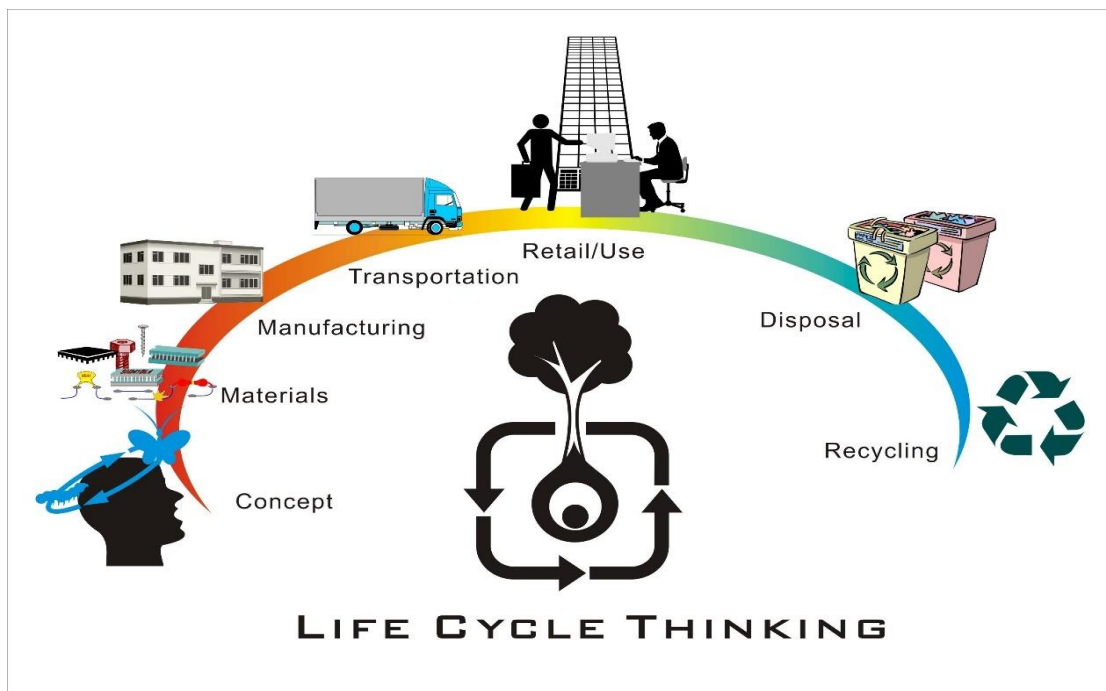 Concept
Materials
Manufacturing
Transportation
Retail/Use
Disposal
Recycling
LIFE CYCLE THINKING